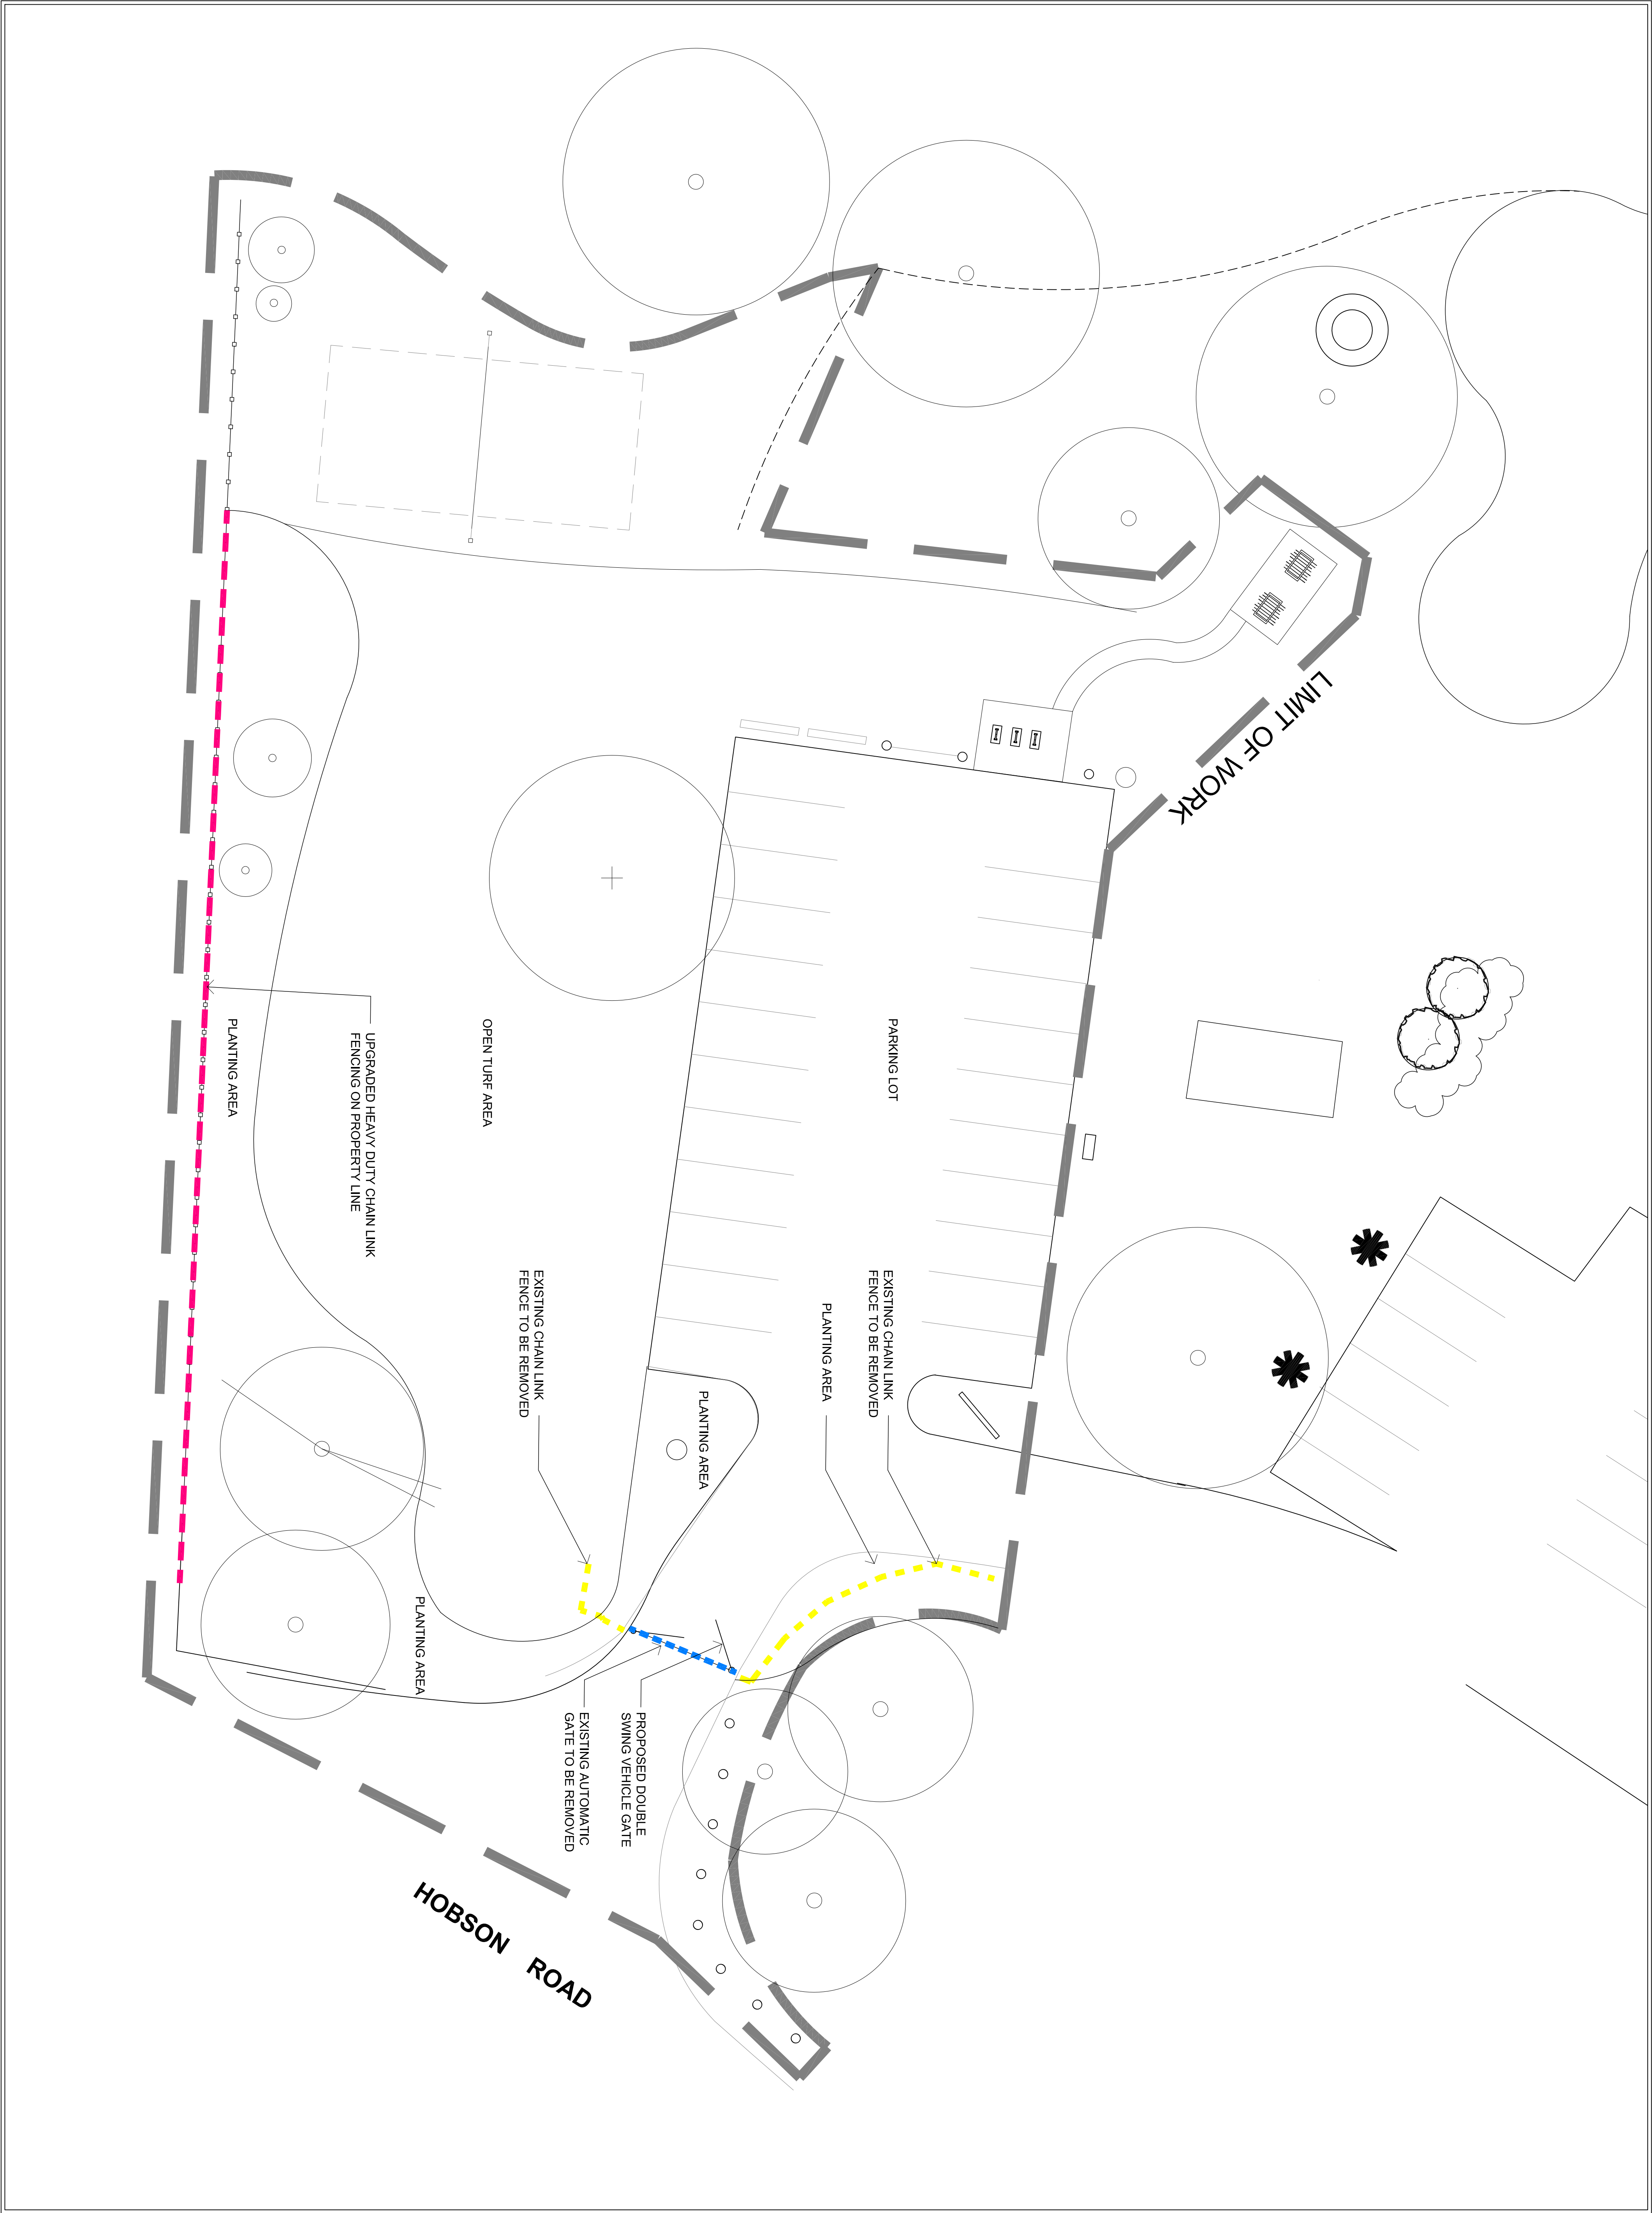 LIMIT OF WORK
PARKING LOT
OPEN TURF AREA
PLANTING AREA
UPGRADED HEAVY DUTY CHAIN LINK
FENCING ON PROPERTY LINE
EXISTING CHAIN LINK
FENCE TO BE REMOVED
PLANTING AREA
EXISTING CHAIN LINK
FENCE TO BE REMOVED
PLANTING AREA
PLANTING AREA
PROPOSED DOUBLE
SWING VEHICLE GATE
EXISTING AUTOMATIC
GATE TO BE REMOVED
HOBSON ROAD